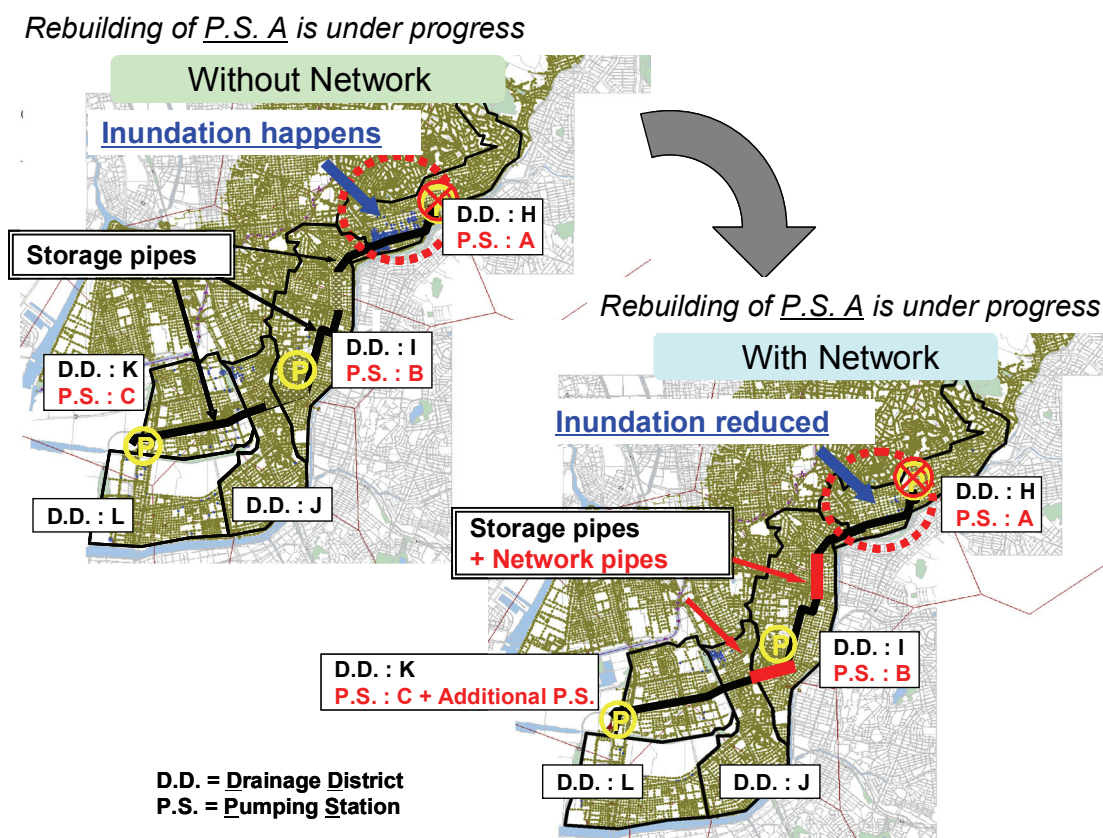 Rebuilding of P.S. A is under progress
Without Network
Inundation happens
D.D. : H
P.S. : A
Storage pipes
D.D. : I
P.S. : B
D.D. : K
P.S. : C
P
P
D.D. : L
D.D. : J
Rebuilding of P.S. A is under progress
With Network
Inundation reduced
D.D. : H
P.S. : A
Storage pipes
+ Network pipes
P
D.D. : I
P.S. : B
D.D. : K
P.S. : C + Additional P.S.
P
D.D. : L
D.D. : J
D.D. = Drainage District
P.S. = Pumping Station